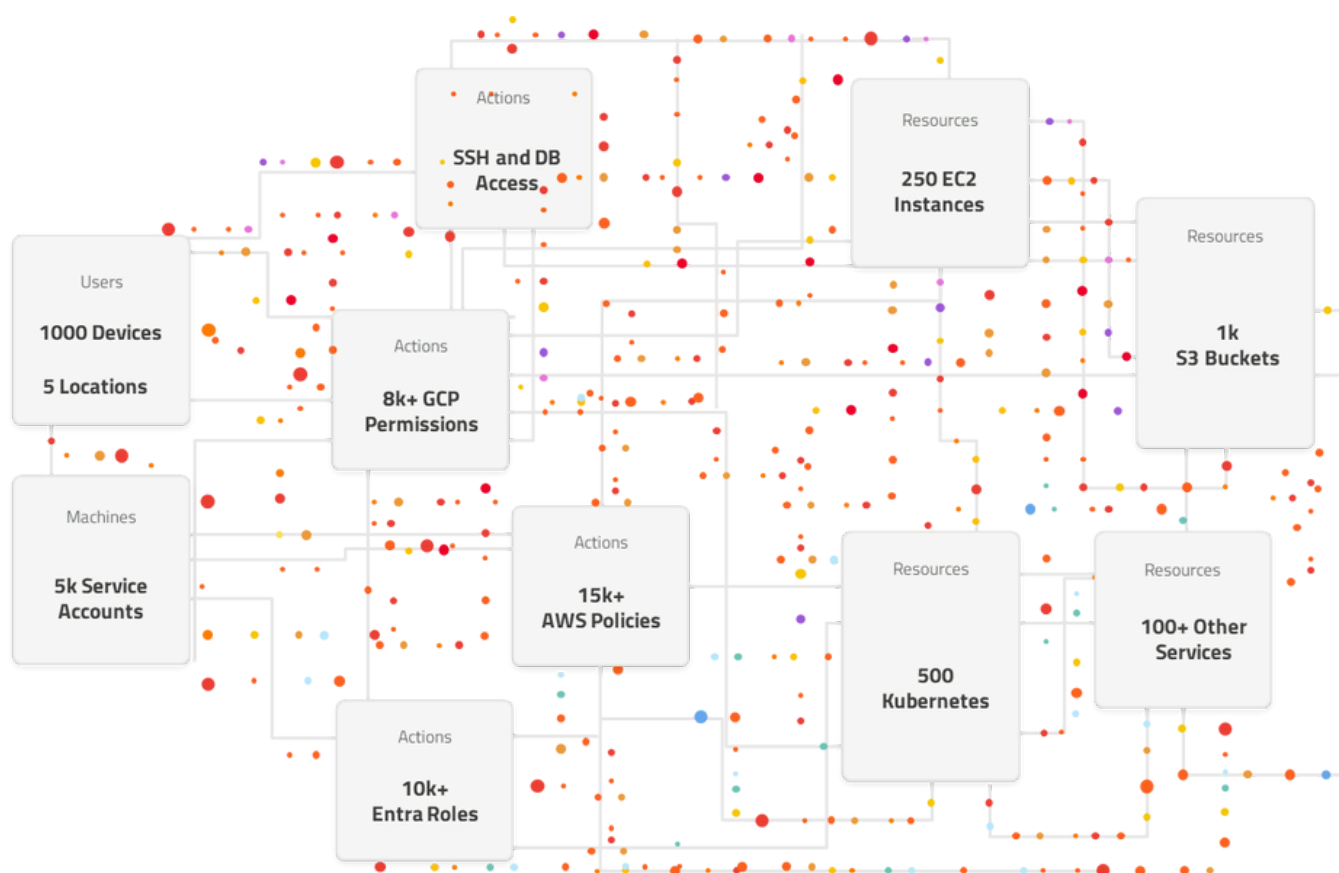 Actions
SSH and DB
Access
Resources
250 EC2
Instances
Resources
1k
S3 Buckets
Users
1000 Devices
5 Locations
Actions
8k+ GCP
Permissions
Machines
5k Service
Accounts
Actions
15k+
AWS Policies
Resources
500
Kubernetes
Resources
100+ Other
Services
Actions
10k+
Entra Roles